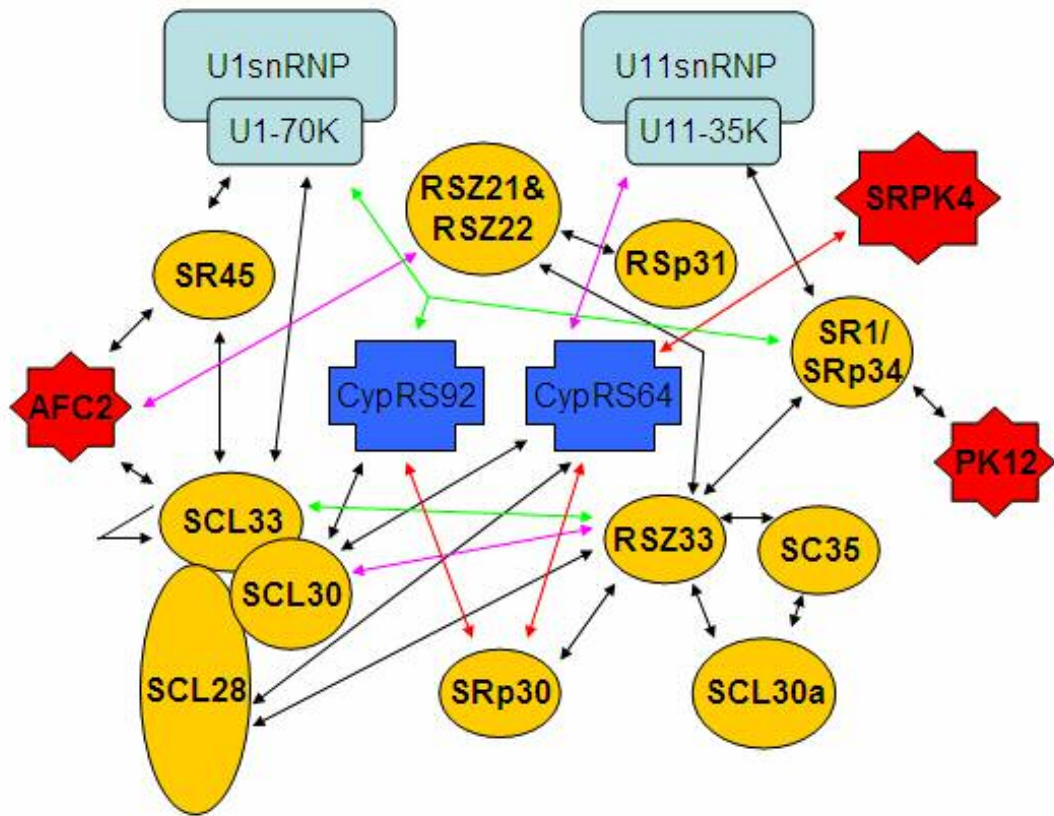 U1snRNP
U11snRNP
U1-70K
U11-35K
RSZ21&
RSZ22
SRPK4
SR45
RSp31
SR1/
SRp34
AFC2
CypRS92
CypRS64
PK12
SCL33
RSZ33
SC35
SCL30
SCL28
SRp30
SCL30a